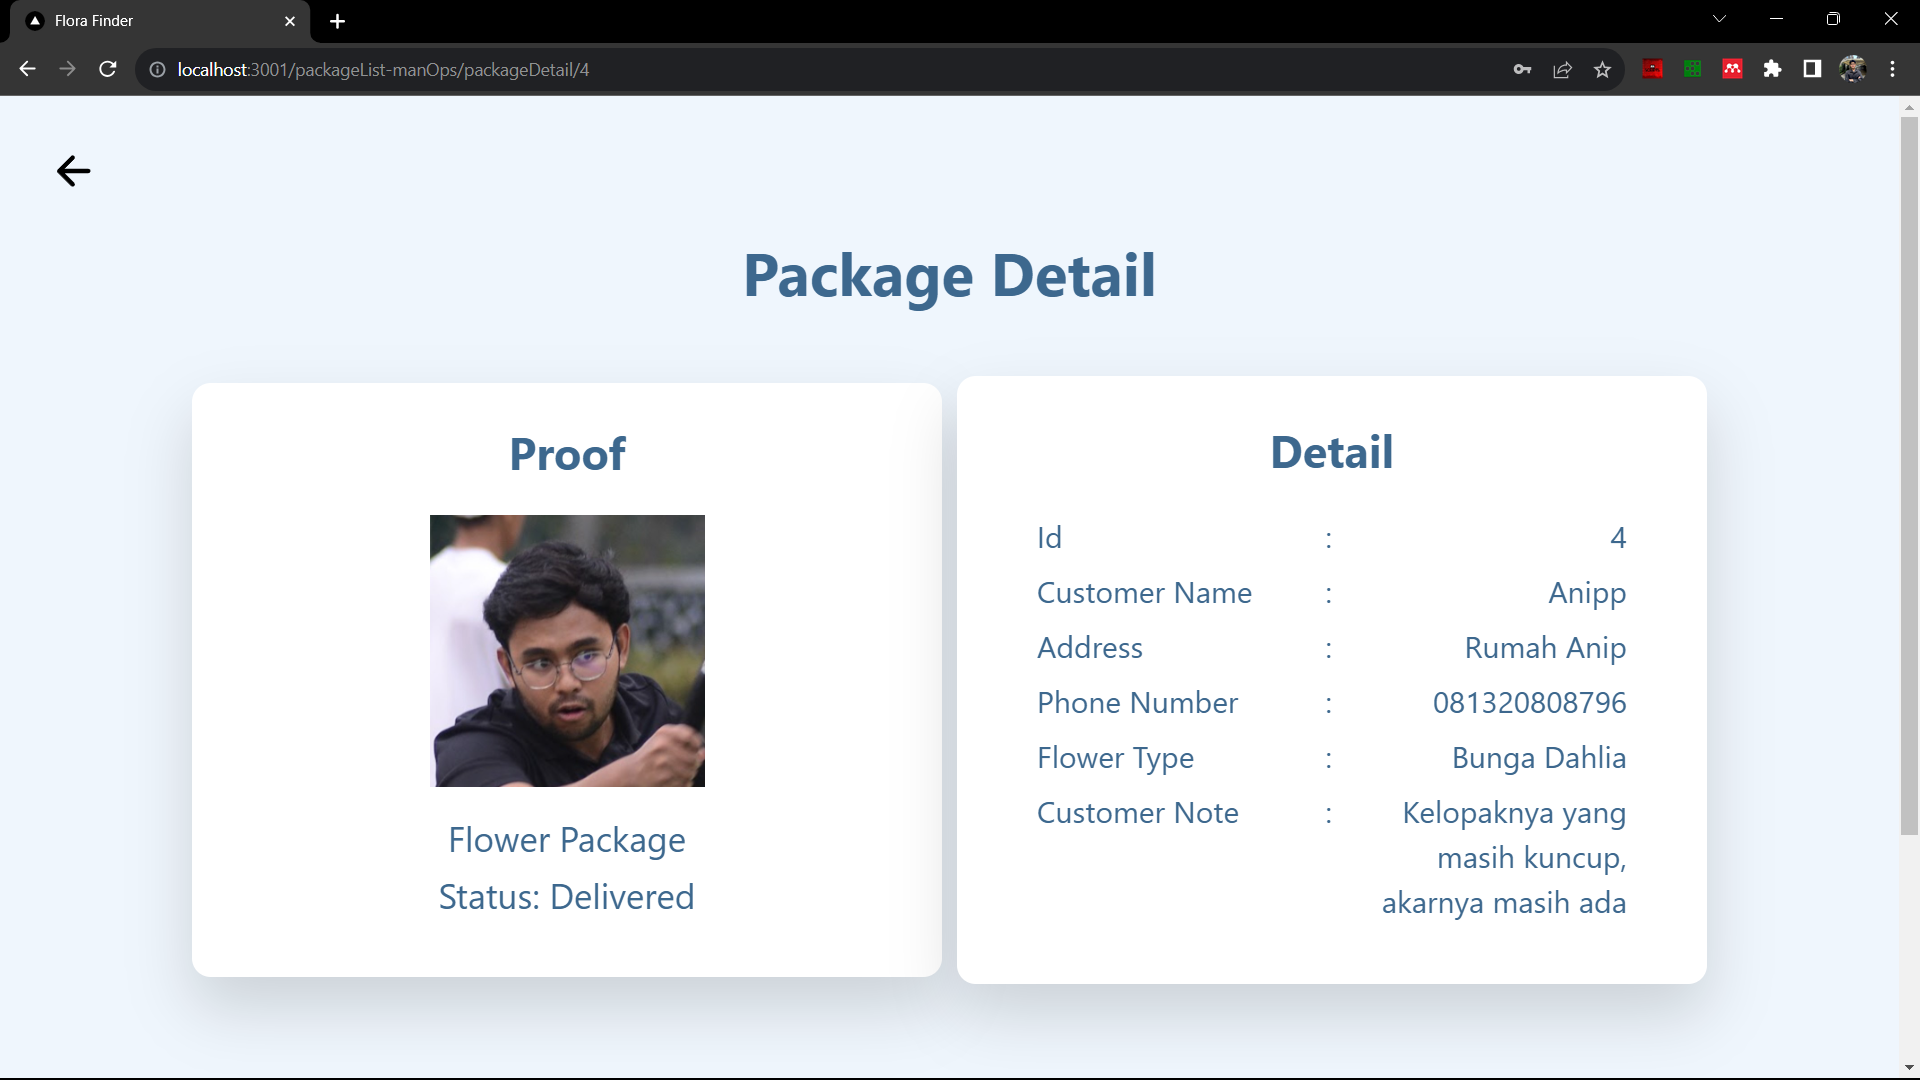 Flora Finder
localhost:3001/packageList-manOps/packageDetail/4
Package Detail
Proof
Flower Package
Status: Delivered
Detail
Id : 4
Customer Name : Anipp
Address : Rumah Anip
Phone Number : 081320808796
Flower Type : Bunga Dahlia
Customer Note : Kelopaknya yang
masih kuncup,
akarnya masih ada